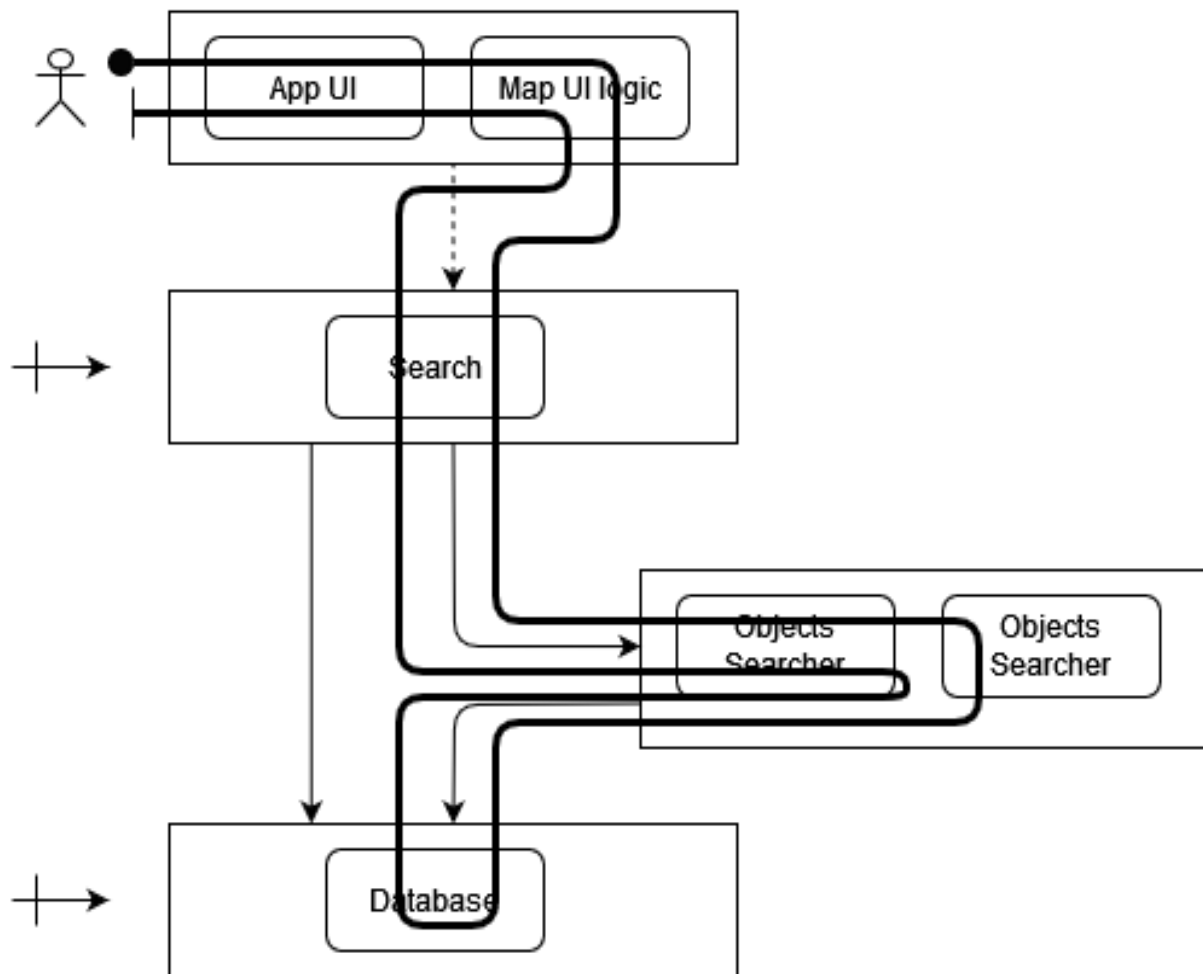 App UI
Map UI logic
Search
Objects
Searcher
Objects
Searcher
Database